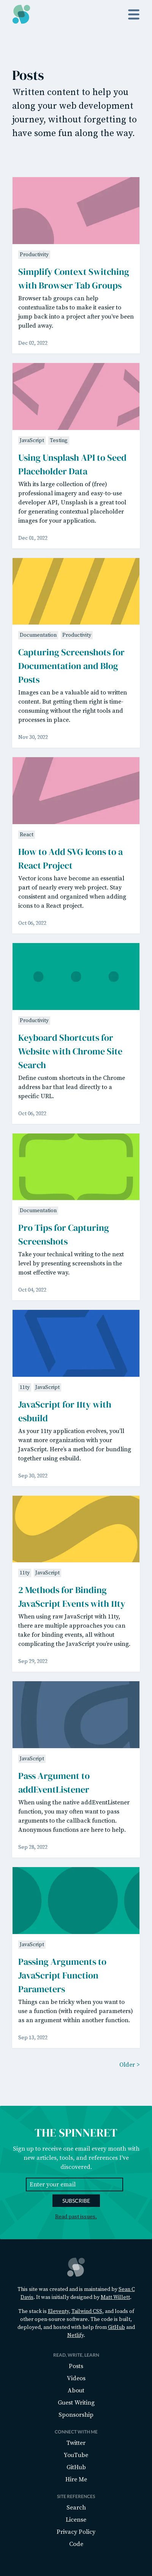 Posts
Written content to help you
along your web development
journey, without forgetting to
have some fun along the way.
Productivity
Simplify Context Switching
with Browser Tab Groups
Browser tab groups can help
contextualize tabs to make it easier to
jump back into a project after you've been
pulled away.
Dec 02, 2022
JavaScript Testing
Using Unsplash API to Seed
Placeholder Data
With its large collection of (free)
professional imagery and easy-to-use
developer API, Unsplash is a great tool
for generating contextual placeholder
images for your application.
Dec 01, 2022
Documentation Productivity
Capturing Screenshots for
Documentation and Blog
Posts
Images can be a valuable aid to written
content. But getting them right is time-
consuming without the right tools and
processes in place.
Nov 30, 2022
React
How to Add SVG Icons to a
React Project
Vector icons have become an essential
part of nearly every web project. Stay
consistent and organized when adding
icons to a React project.
Oct 06, 2022
Productivity
Keyboard Shortcuts for
Website with Chrome Site
Search
Define custom shortcuts in the Chrome
address bar that lead directly to a
specific URL.
Oct 06, 2022
Documentation
Pro Tips for Capturing
Screenshots
Take your technical writing to the next
level by presenting screenshots in the
most effective way.
Oct 04, 2022
11ty JavaScript
JavaScript for 11ty with
esbuild
As your 11ty application evolves, you'll
want more organization with your
JavaScript. Here's a method for bundling
together using esbuild.
Sep 30, 2022
11ty JavaScript
2 Methods for Binding
JavaScript Events with 11ty
When using raw JavaScript with 11ty,
there are multiple approaches you can
take for binding events, all without
complicating the JavaScript you're using.
Sep 29, 2022
JavaScript
Pass Argument to
addEventListener
When using the native addEventListener
function, you may often want to pass
arguments to the callback function.
Anonymous functions are here to help.
Sep 28, 2022
JavaScript
Passing Arguments to
JavaScript Function
Parameters
Things can be tricky when you want to
use a function (with required parameters)
as an argument within another function.
Sep 13, 2022
Older >
THE SPINNERET
Sign up to receive one email every month with
new articles, tools, and references I've
discovered.
Enter your email
SUBSCRIBE
Read past issues.
This site was created and is maintained by Sean C
Davis. It was initially designed by Matt Willett.
The stack is Eleventy, Tailwind CSS, and loads of
other open-source software. The code is built,
deployed, and hosted with help from GitHub and
Netlify.
READ, WRITE, LEARN
Posts
Videos
About
Guest Writing
Sponsorship
CONNECT WITH ME
Twitter
YouTube
GitHub
Hire Me
SITE REFERENCES
Search
License
Privacy Policy
Code